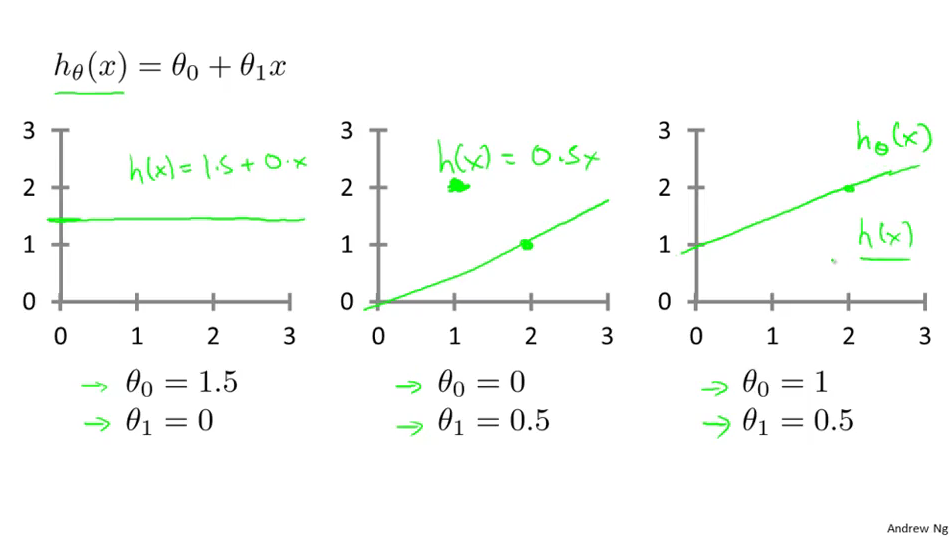 hθ(x) = θ₀ + θ₁x
3
2
1
0
0 1 2 3
h(x) = 1.5 + 0·x
θ₀ = 1.5
θ₁ = 0
3
2
1
0
0 1 2 3
h(x) = 0.5x
θ₀ = 0
θ₁ = 0.5
3
2
1
0
0 1 2 3
hθ(x)
h(x)
θ₀ = 1
θ₁ = 0.5
Andrew Ng